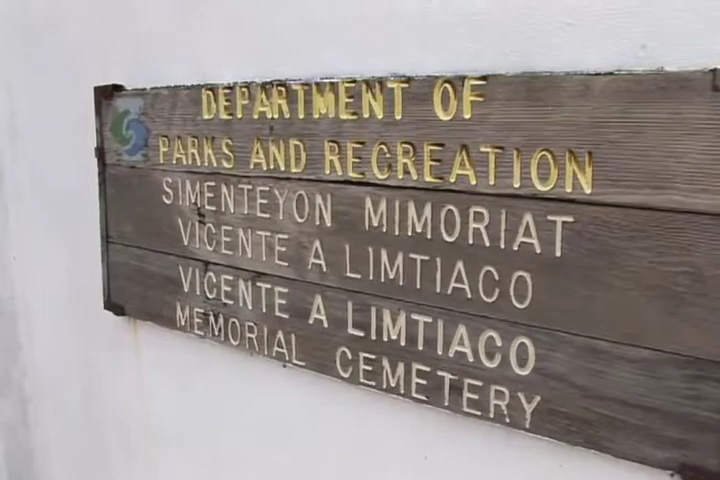 DEPARTMENT OF
PARKS AND RECREATION
SIMENTEYON MIMORIAT
VICENTE A LIMTIACO
VICENTE A LIMTIACO
MEMORIAL CEMETERY